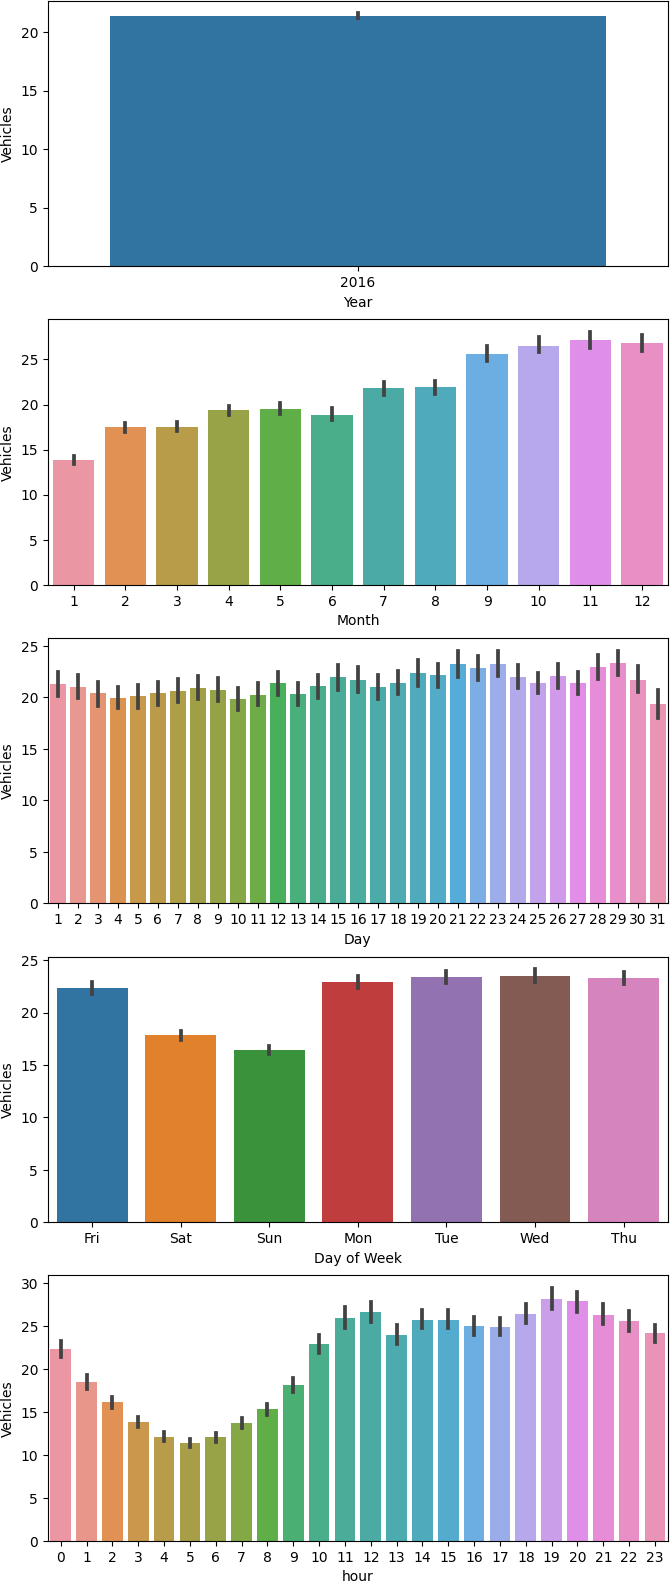 20
15
10
5
0
Vehicles
2016
Year
25
20
15
10
5
0
Vehicles
1 2 3 4 5 6 7 8 9 10 11 12
Month
25
20
15
10
5
0
Vehicles
1 2 3 4 5 6 7 8 9 10 11 12 13 14 15 16 17 18 19 20 21 22 23 24 25 26 27 28 29 30 31
Day
25
20
15
10
5
0
Vehicles
Fri Sat Sun Mon Tue Wed Thu
Day of Week
30
25
20
15
10
5
0
Vehicles
0 1 2 3 4 5 6 7 8 9 10 11 12 13 14 15 16 17 18 19 20 21 22 23
hour